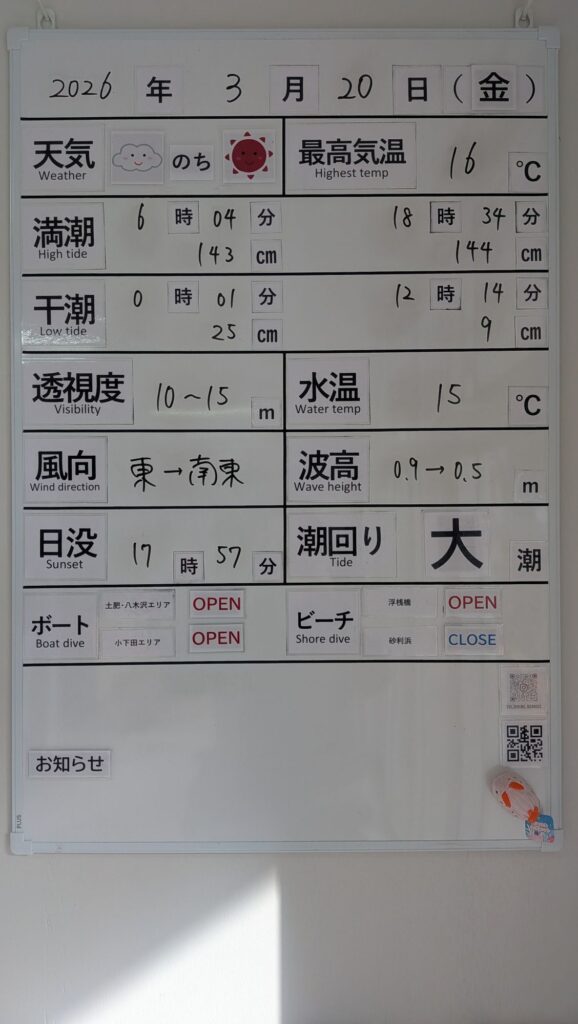 2026 年 3 月 20 日 (金)
天気 のち 最高気温 16 ℃
Weather Highest temp
満潮 6 時 04 分 18 時 34 分
High tide 143 cm 144 cm
干潮 0 時 01 分 12 時 14 分
Low tide 25 cm 9 cm
透視度 10～15 m 水温 15 ℃
Visibility Water temp
風向 東→南東 波高 0.9→0.5 m
Wind direction Wave height
日没 17 時 57 分 潮回り 大 潮
Sunset Tide
ボート 土肥・八木沢エリア OPEN ビーチ 浮桟橋 OPEN
Boat dive 小下田エリア OPEN Shore dive 砂利浜 CLOSE
お知らせ
PLUS